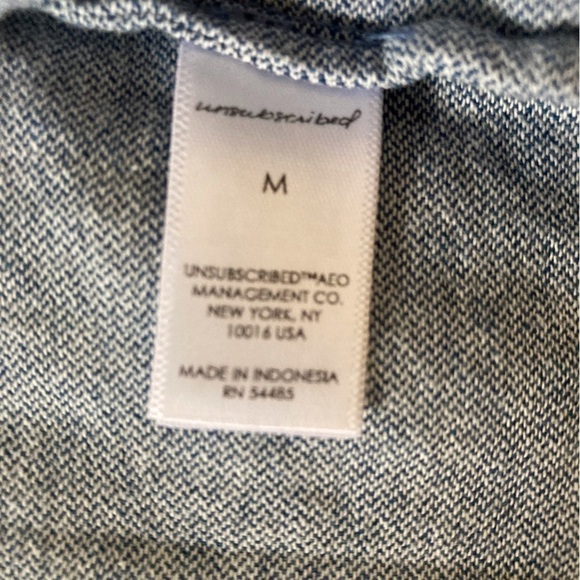 unsubscribed
M
UNSUBSCRIBED™AEO
MANAGEMENT CO.
NEW YORK, NY
10016 USA
MADE IN INDONESIA
RN 54485